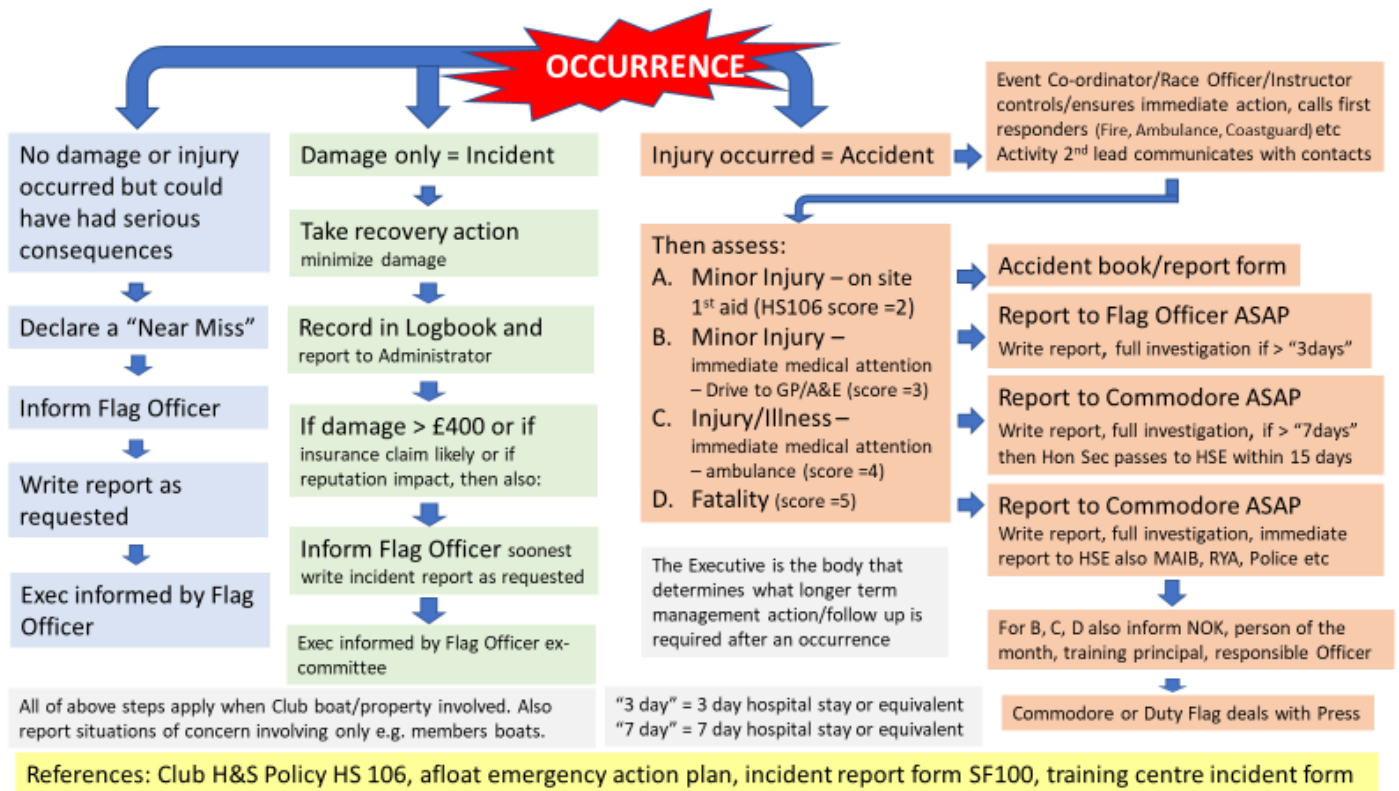 OCCURRENCE
No damage or injury
occurred but could
have had serious
consequences
Declare a “Near Miss”
Inform Flag Officer
Write report as
requested
Exec informed by Flag
Officer
Damage only = Incident
Take recovery action
minimize damage
Record in Logbook and
report to Administrator
If damage > £400 or if
insurance claim likely or if
reputation impact, then also:
Inform Flag Officer soonest
write incident report as requested
Exec informed by Flag Officer ex-
committee
All of above steps apply when Club boat/property involved. Also
report situations of concern involving only e.g. members boats.
Injury occurred = Accident
Event Co-ordinator/Race Officer/Instructor
controls/ensures immediate action, calls first
responders (Fire, Ambulance, Coastguard) etc
Activity 2nd lead communicates with contacts
Then assess:
A. Minor Injury – on site
1st aid (HS106 score =2)
B. Minor Injury –
immediate medical attention
– Drive to GP/A&E (score =3)
C. Injury/Illness –
immediate medical attention
– ambulance (score =4)
D. Fatality (score =5)
Accident book/report form
Report to Flag Officer ASAP
Write report, full investigation if > “3days”
Report to Commodore ASAP
Write report, full investigation, if > “7days”
then Hon Sec passes to HSE within 15 days
Report to Commodore ASAP
Write report, full investigation, immediate
report to HSE also MAIB, RYA, Police etc
For B, C, D also inform NOK, person of the
month, training principal, responsible Officer
Commodore or Duty Flag deals with Press
The Executive is the body that
determines what longer term
management action/follow up is
required after an occurrence
“3 day” = 3 day hospital stay or equivalent
“7 day” = 7 day hospital stay or equivalent
References: Club H&S Policy HS 106, afloat emergency action plan, incident report form SF100, training centre incident form